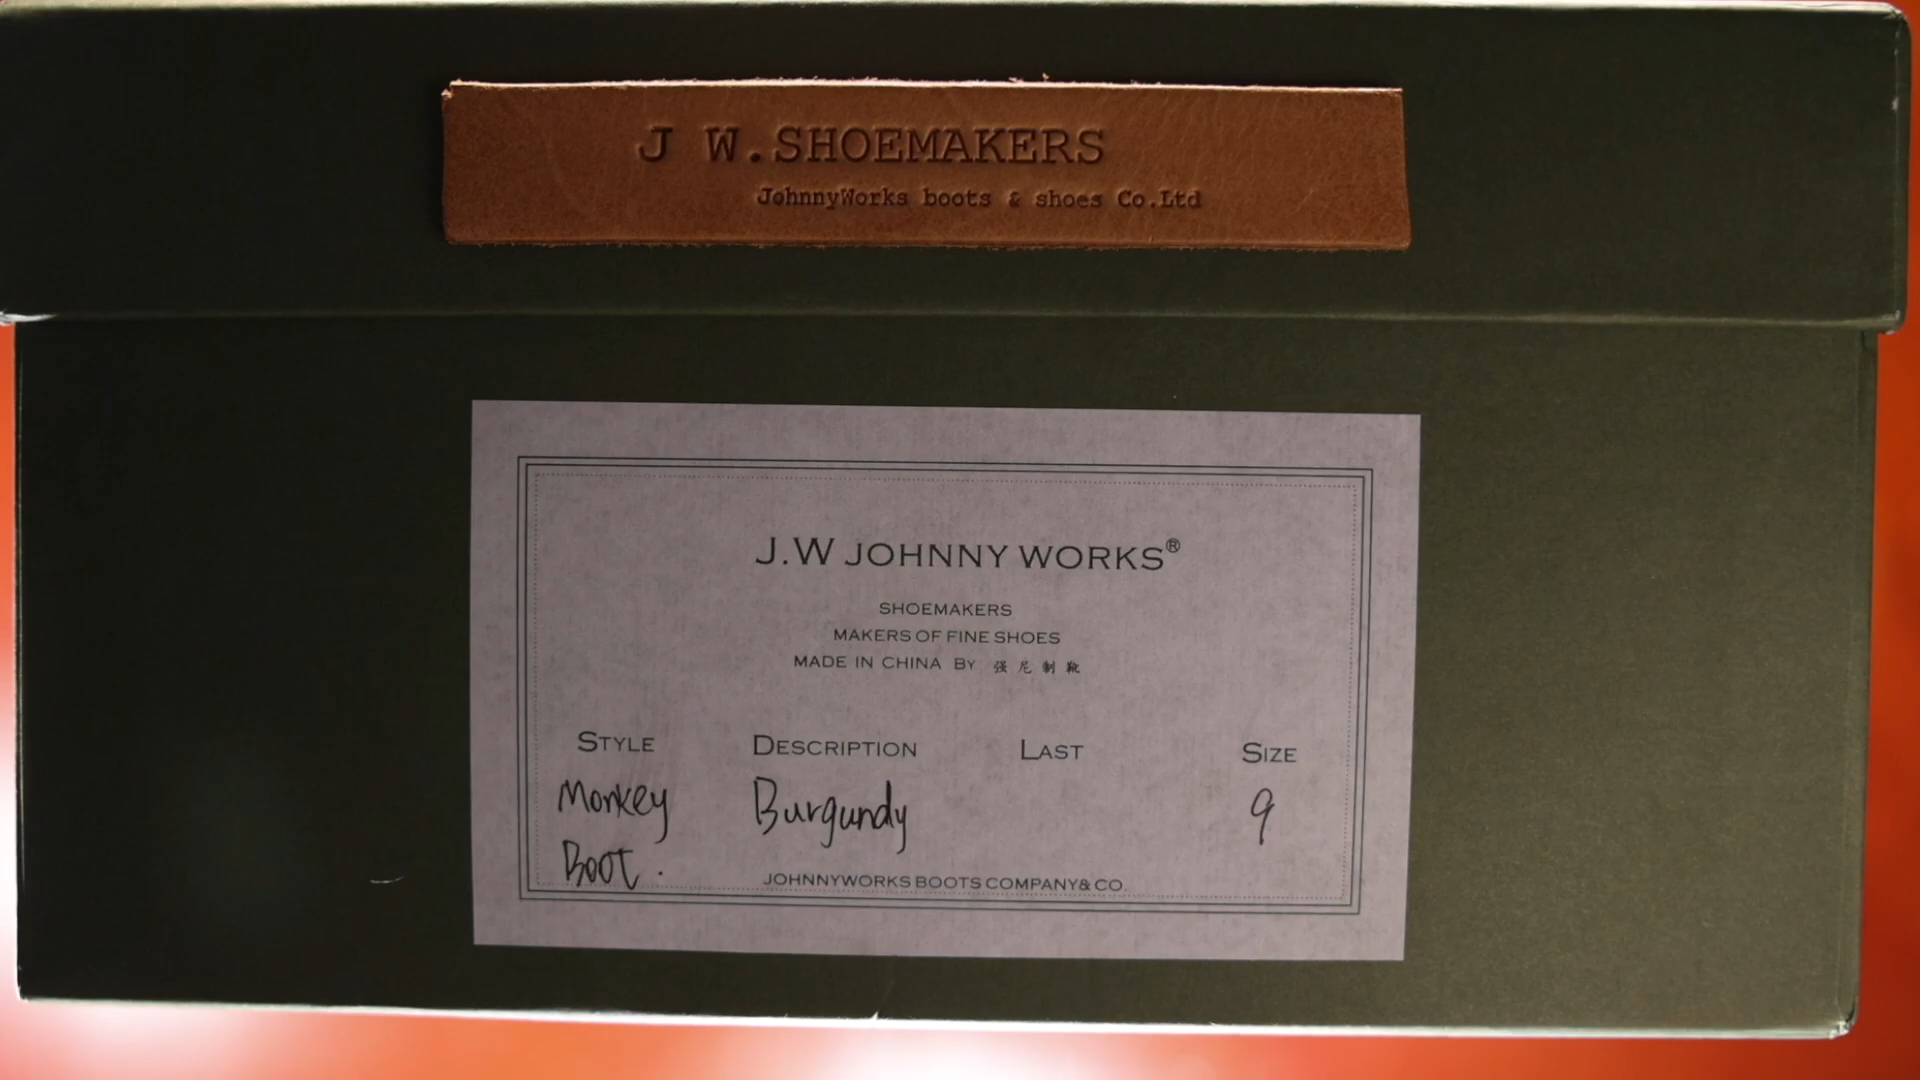 J W.SHOEMAKERS
JohnnyWorks boots & shoes Co.Ltd
J.W JOHNNY WORKS®
SHOEMAKERS
MAKERS OF FINE SHOES
MADE IN CHINA BY 强尼制靴
STYLE DESCRIPTION LAST SIZE
Monkey Burgundy 9
Boot.
JOHNNYWORKS BOOTS COMPANY& CO.